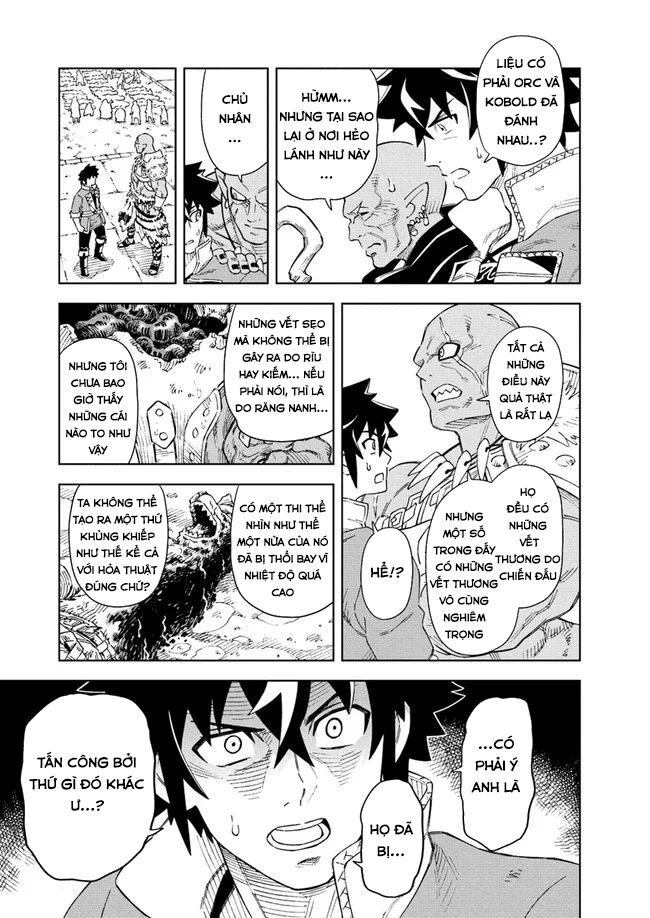 LIỆU CÓ
PHẢI ORC VÀ
KOBOLD ĐÃ
ĐÁNH
NHAU..?
HỪMM...
NHƯNG TẠI SAO
LẠI Ở NƠI HẺO
LÁNH NHƯ NÀY
...
CHỦ
NHÂN
...
TẤT CẢ
NHỮNG
ĐIỀU NÀY
QUẢ THẬT
LÀ RẤT LẠ
HỌ
ĐỀU CÓ
NHỮNG
VẾT
THƯƠNG DO
CHIẾN ĐẤU
NHƯNG
MỘT SỐ
TRONG ĐẤY
CÓ NHỮNG
VẾT THƯƠNG
VÔ CÙNG
NGHIÊM
TRỌNG
HỂ!?
NHỮNG VẾT SẸO
MÀ KHÔNG THỂ BỊ
GÂY RA DO RÌU
HAY KIẾM... NẾU
PHẢI NÓI, THÌ LÀ
DO RĂNG NANH...
NHƯNG TÔI
CHƯA BAO
GIỜ THẤY
NHỮNG CÁI
NÀO TO NHƯ
VẬY
CÓ MỘT THI THỂ
NHÌN NHƯ THỂ
MỘT NỬA CỦA NÓ
ĐÃ BỊ THỔI BAY VÌ
NHIỆT ĐỘ QUÁ
CAO
TA KHÔNG THỂ
TẠO RA MỘT THỨ
KHỦNG KHIẾP
NHƯ THẾ KỂ CẢ
VỚI HỎA THUẬT
ĐÚNG CHỨ?
...CÓ
PHẢI Ý
ANH LÀ
HỌ ĐÃ
BỊ...
TẤN CÔNG BỞI
THỨ GÌ ĐÓ KHÁC
Ư...?